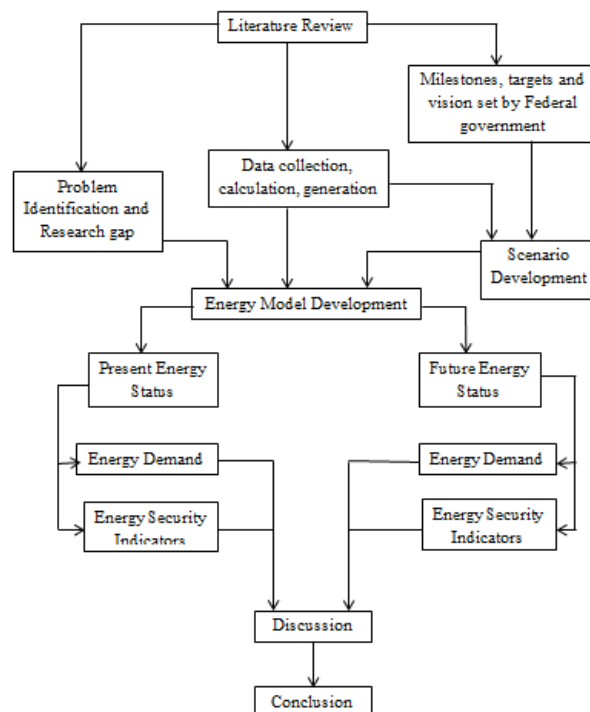 Literature Review
Milestones, targets and
vision set by Federal
government
Data collection,
calculation, generation
Problem
Identification and
Research gap
Scenario
Development
Energy Model Development
Present Energy
Status
Future Energy
Status
Energy Demand
Energy Demand
Energy Security
Indicators
Energy Security
Indicators
Discussion
Conclusion